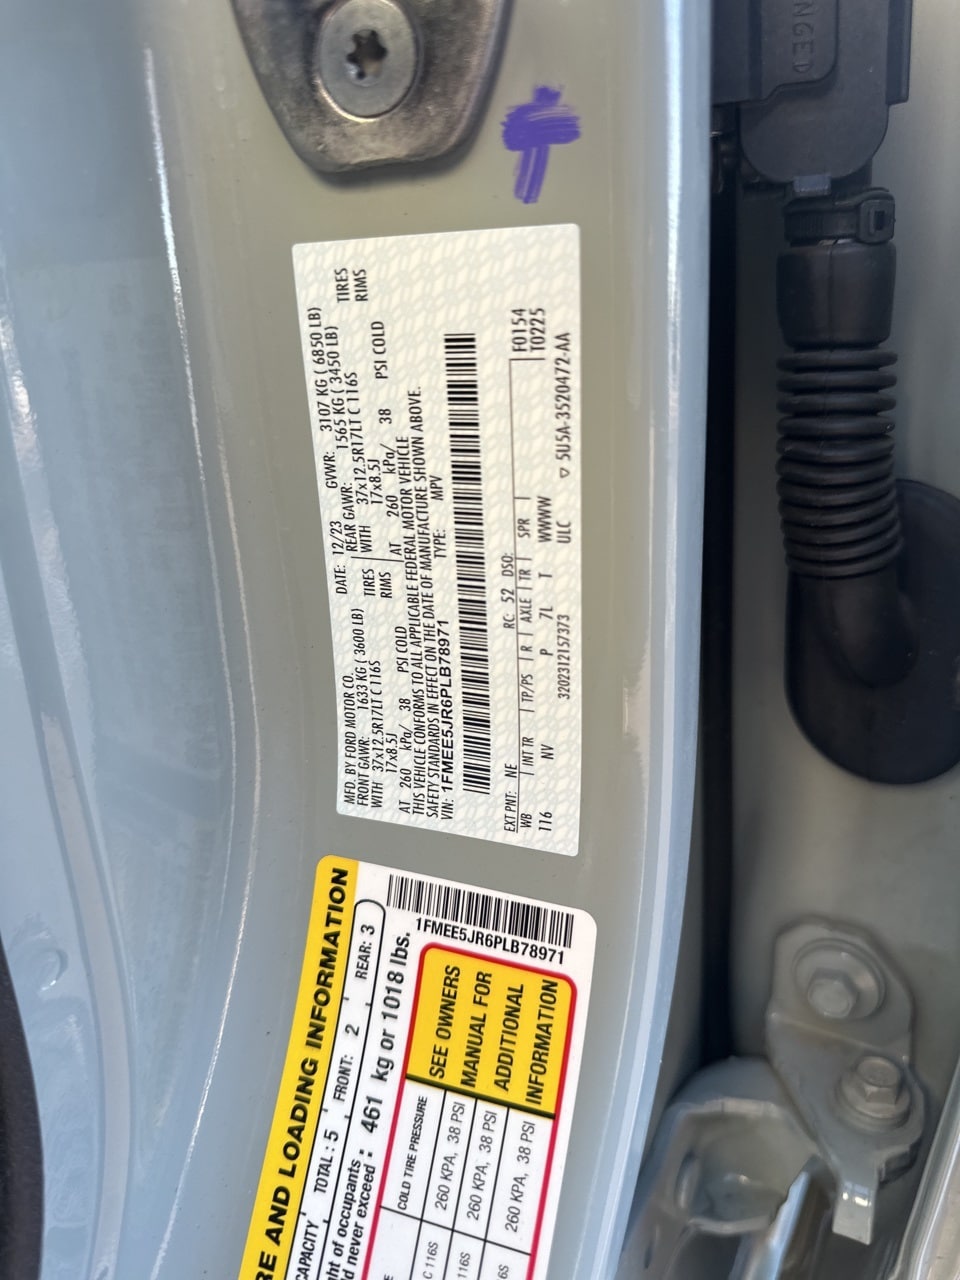 MFD. BY FORD MOTOR CO.
DATE: 12/23 GVWR: 3107 KG ( 6850 LB)
FRONT GAWR: 1633 KG ( 3600 LB) REAR GAWR: 1565 KG ( 3450 LB)
WITH 37x12.5R17LT C 116S TIRES WITH 37x12.5R17LT C 116S TIRES
17x8.5J RIMS 17x8.5J RIMS
AT 260 kPa/ 38 PSI COLD AT 260 kPa/ 38 PSI COLD
THIS VEHICLE CONFORMS TO ALL APPLICABLE FEDERAL MOTOR VEHICLE
SAFETY STANDARDS IN EFFECT ON THE DATE OF MANUFACTURE SHOWN ABOVE.
VIN: 1FMEE5JR6PLB78971 TYPE: MPV
EXT PNT: NE RC: 52 DSO: F0154
WB INT TR TP/PS R AXLE TR SPR T0225
116 NV P 7L T WWWW
3202312157373 ULC ▽ 5U5A-3520472-AA
RE AND LOADING INFORMATION
CAPACITY TOTAL : 5 FRONT: 2 REAR: 3
ht of occupants
d never exceed : 461 kg or 1018 lbs.
1FMEE5JR6PLB78971
E COLD TIRE PRESSURE
C 116S 260 KPA, 38 PSI
116S 260 KPA, 38 PSI
6S 260 KPA, 38 PSI
SEE OWNERS
MANUAL FOR
ADDITIONAL
INFORMATION
NGED